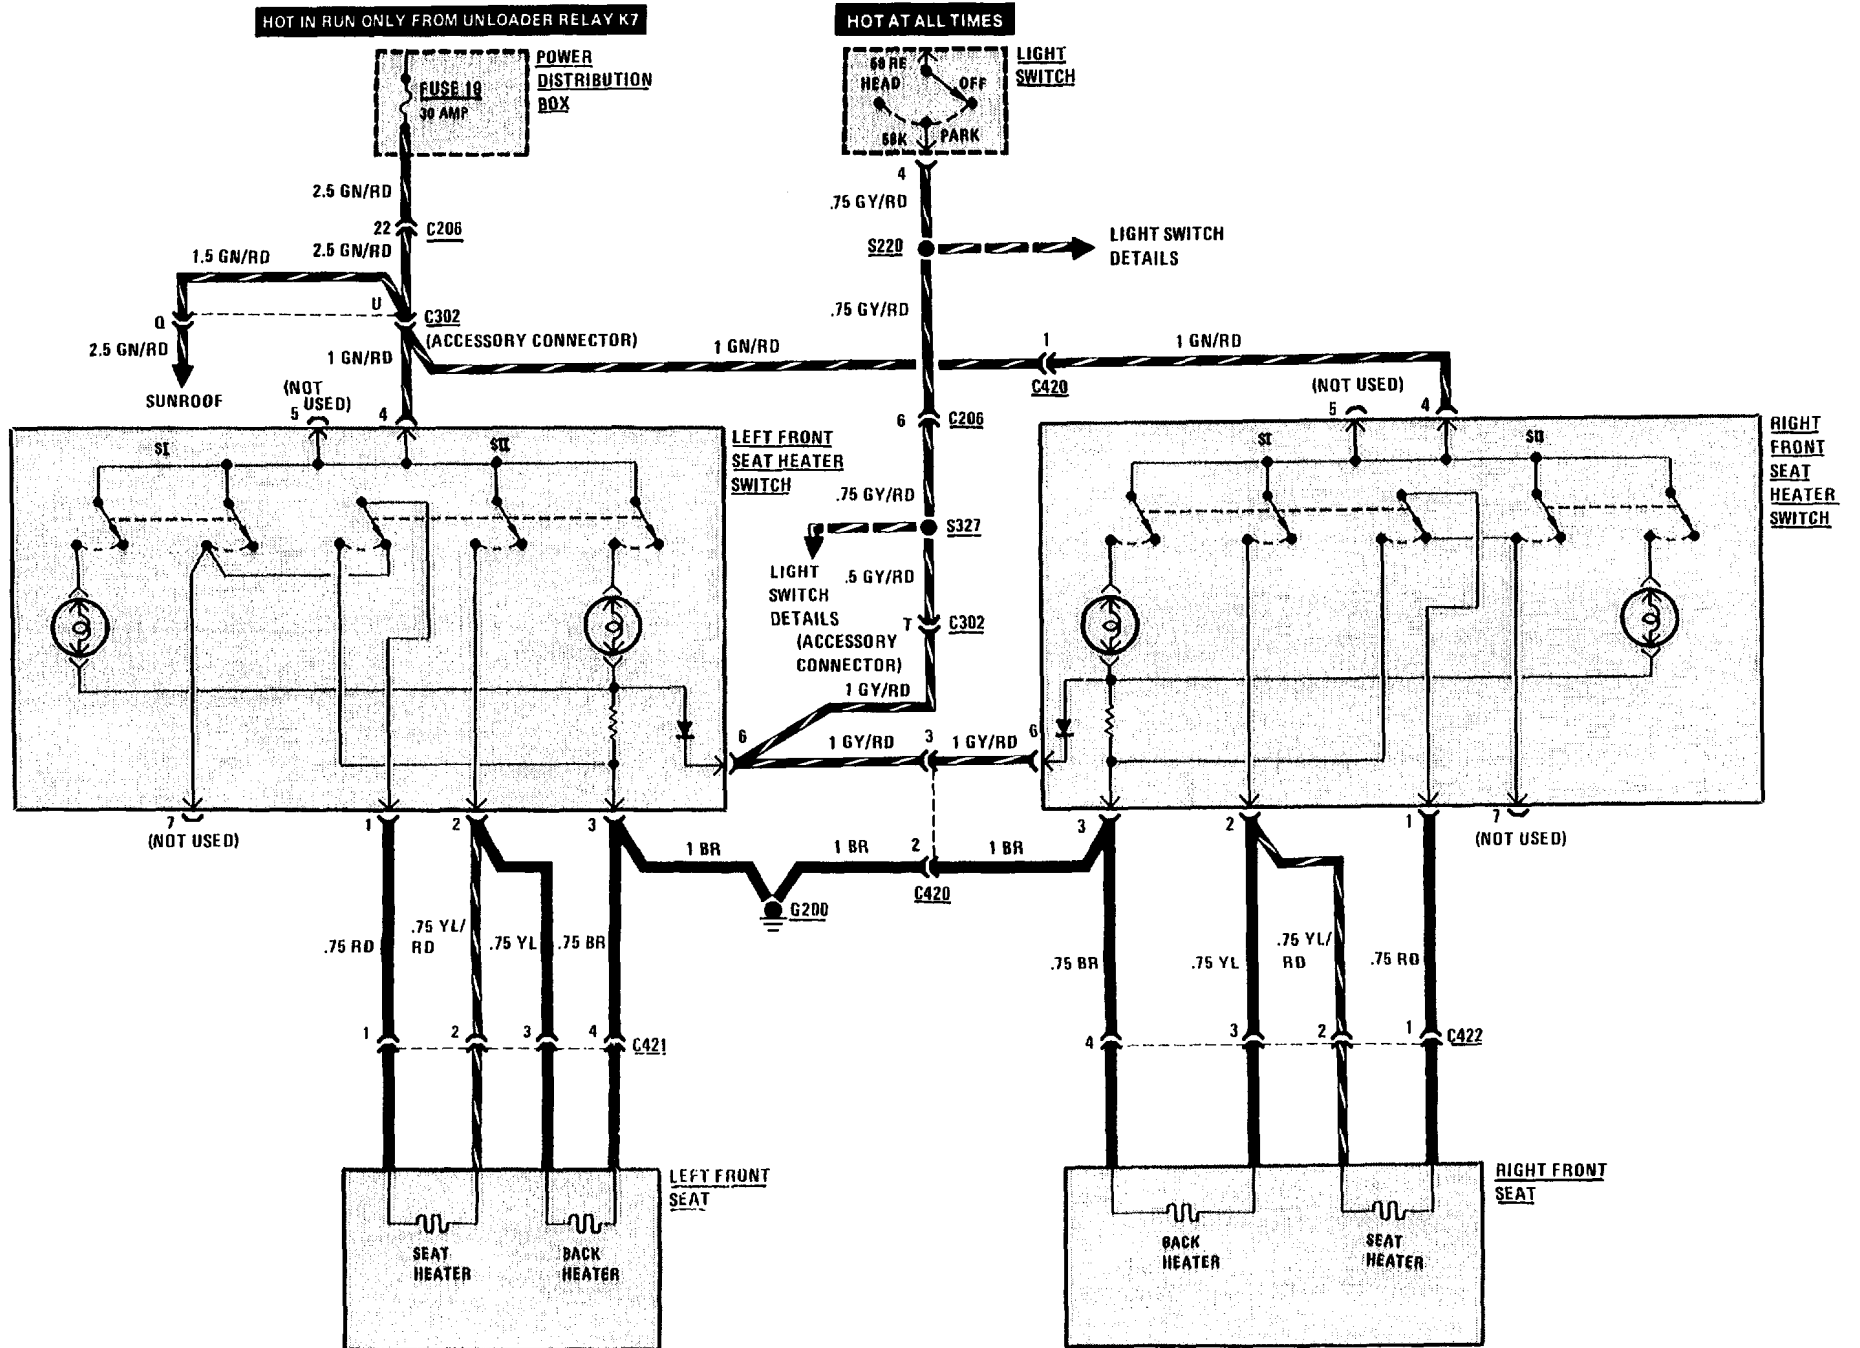 HOT IN RUN ONLY FROM UNLOADER RELAY K7
HOT AT ALL TIMES
POWER
DISTRIBUTION
BOX
FUSE 19
30 AMP
LIGHT
SWITCH
HEAD
OFF
PARK
58K
4
2.5 GN/RD
.75 GY/RD
22
C206
2.5 GN/RD
S220
LIGHT SWITCH
DETAILS
1.5 GN/RD
U
C302
(ACCESSORY CONNECTOR)
Q
.75 GY/RD
2.5 GN/RD
1 GN/RD
1 GN/RD
1
1 GN/RD
C420
SUNROOF
(NOT
USED)
5
4
6
C206
(NOT USED)
5
4
LEFT FRONT
SEAT HEATER
SWITCH
SI
SII
RIGHT
FRONT
SEAT
HEATER
SWITCH
SI
SII
.75 GY/RD
S327
LIGHT
SWITCH
DETAILS
.5 GY/RD
T
C302
(ACCESSORY
CONNECTOR)
1 GY/RD
6
1 GY/RD
3
1 GY/RD
6
7
(NOT USED)
1
2
3
1 BR
1 BR
2
1 BR
C420
G200
3
2
1
7
(NOT USED)
.75 RD
.75 YL/
RD
.75 YL
.75 BR
.75 BR
.75 YL
.75 YL/
RD
.75 RD
1
2
3
4
C421
4
3
2
1
C422
LEFT FRONT
SEAT
SEAT
HEATER
BACK
HEATER
RIGHT FRONT
SEAT
BACK
HEATER
SEAT
HEATER